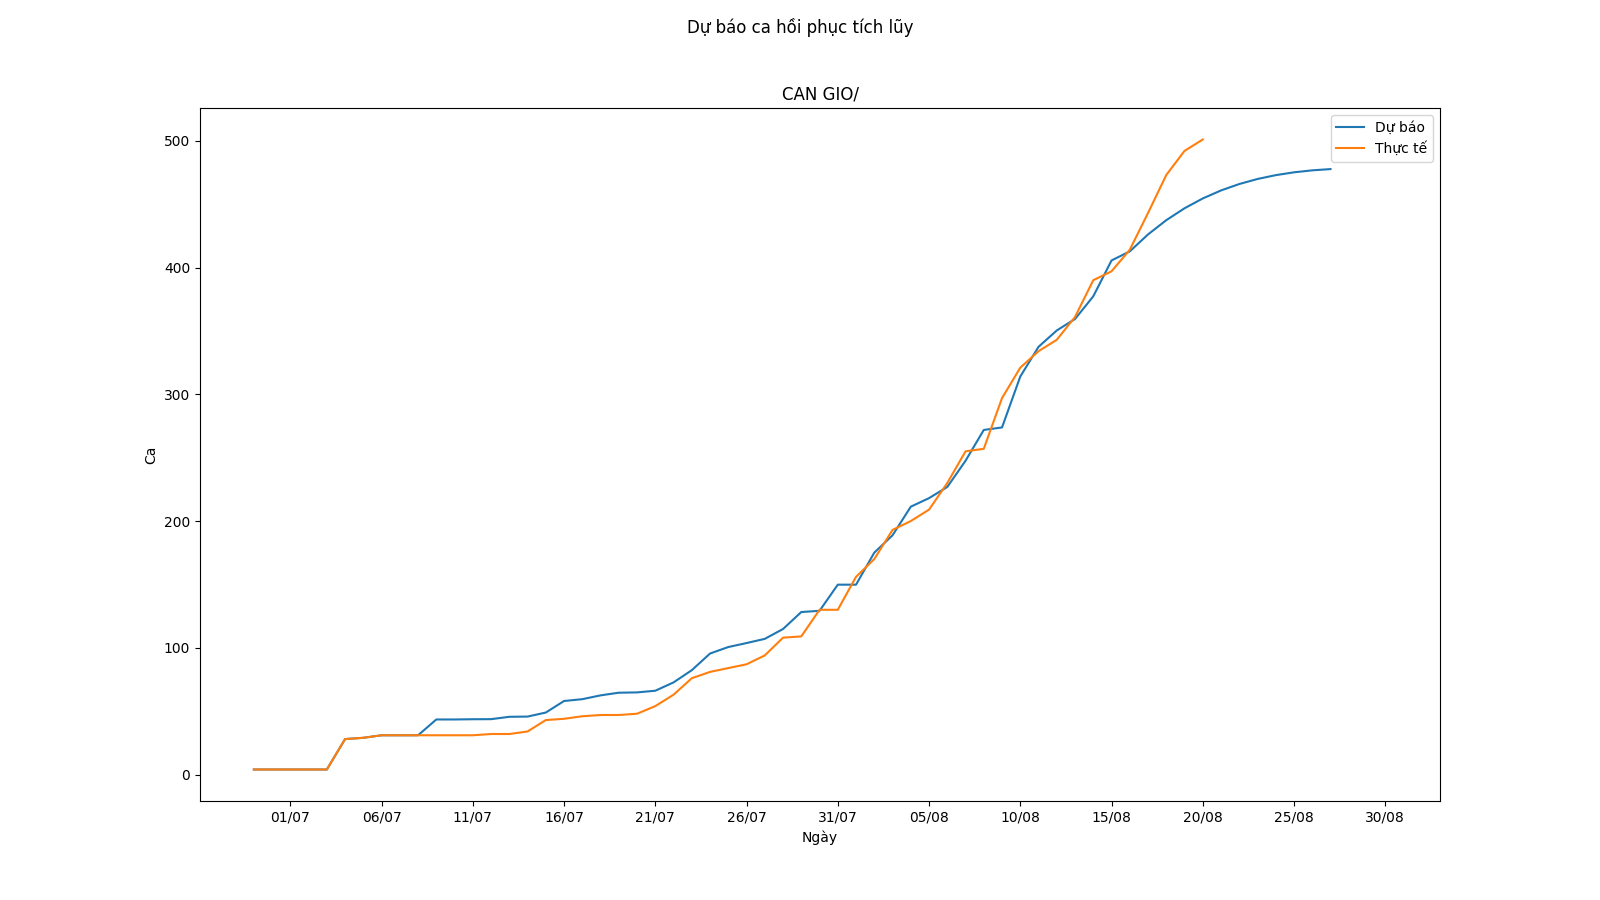 Dự báo ca hồi phục tích lũy
CAN GIO/
Dự báo
Thực tế
500
400
300
200
100
0
Ca
01/07 06/07 11/07 16/07 21/07 26/07 31/07 05/08 10/08 15/08 20/08 25/08 30/08
Ngày